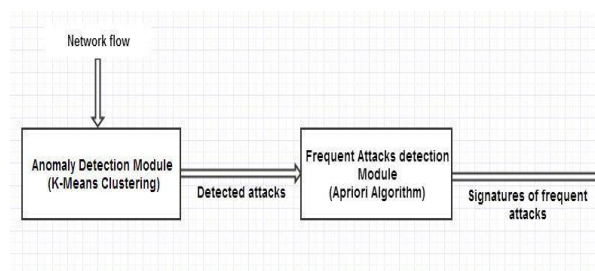 Network flow
Anomaly Detection Module
(K-Means Clustering)
Detected attacks
Frequent Attacks detection
Module
(Apriori Algorithm)
Signatures of frequent
attacks